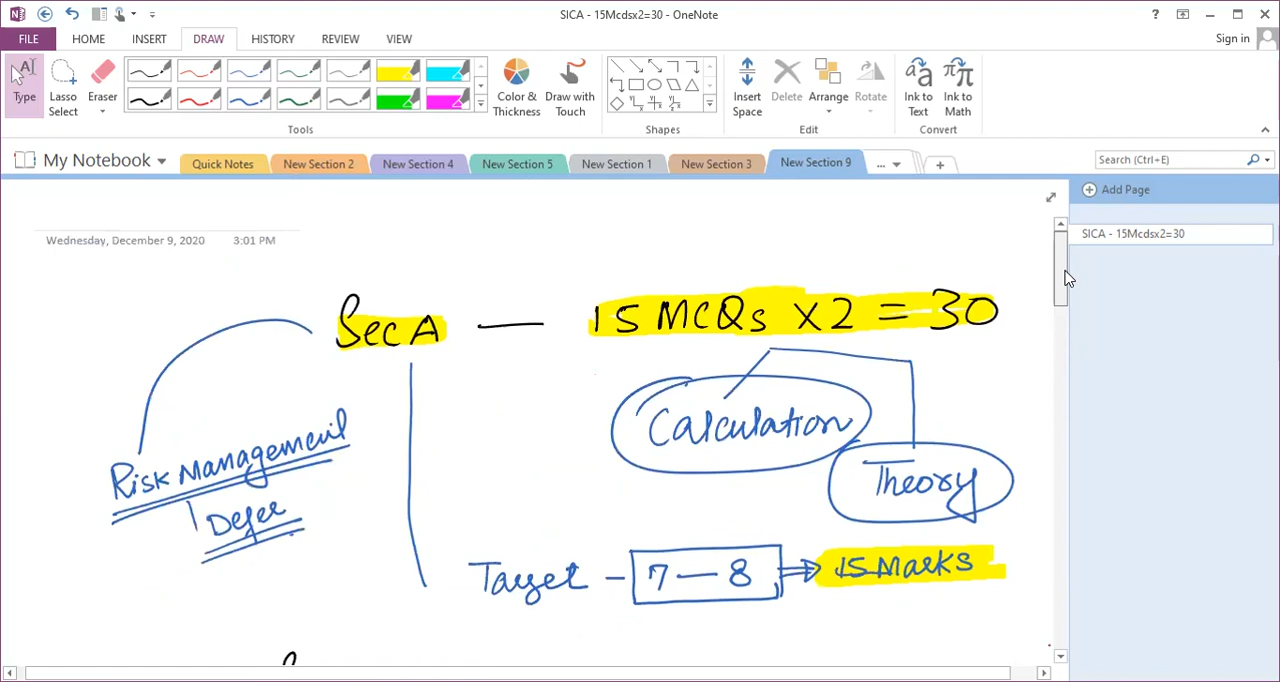 SICA - 15Mcdsx2=30 - OneNote
FILE HOME INSERT DRAW HISTORY REVIEW VIEW
Sign in
Type
Lasso Select
Eraser
Color & Thickness
Draw with Touch
Insert Space
Delete
Arrange
Rotate
Ink to Text
Ink to Math
Tools Shapes Edit Convert
My Notebook
Quick Notes New Section 2 New Section 4 New Section 5 New Section 1 New Section 3 New Section 9 ...
Search (Ctrl+E)
Add Page
SICA - 15Mcdsx2=30
Wednesday, December 9, 2020 3:01 PM
Sec A — 15 MCQs X 2 = 30
Calculation
Theory
Risk Management
Target - 7 — 8 ⇒ 15 Marks